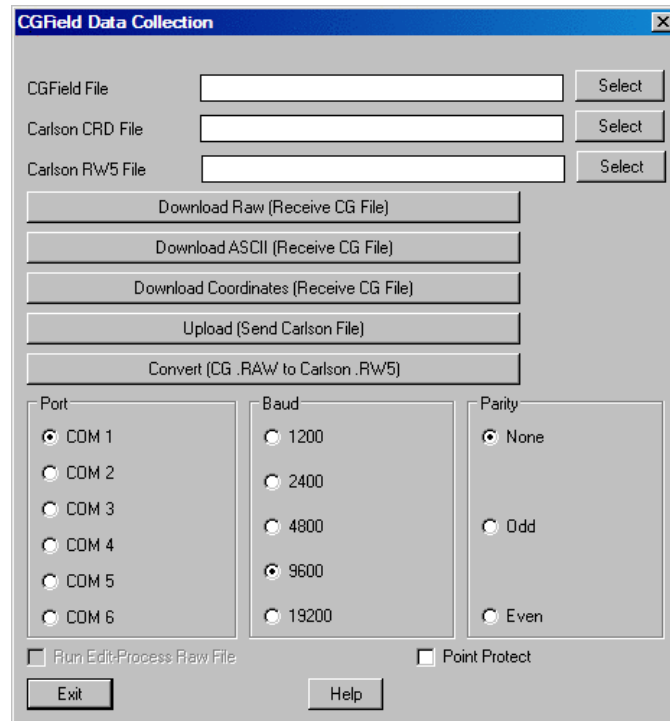 CGField Data Collection
CGField File Select
Carlson CRD File Select
Carlson RW5 File Select
Download Raw (Receive CG File)
Download ASCII (Receive CG File)
Download Coordinates (Receive CG File)
Upload (Send Carlson File)
Convert (CG .RAW to Carlson .RW5)
Port Baud Parity
COM 1 1200 None
COM 2 2400
COM 3 4800 Odd
COM 4 9600
COM 5
COM 6 19200 Even
Run Edit-Process Raw File Point Protect
Exit Help